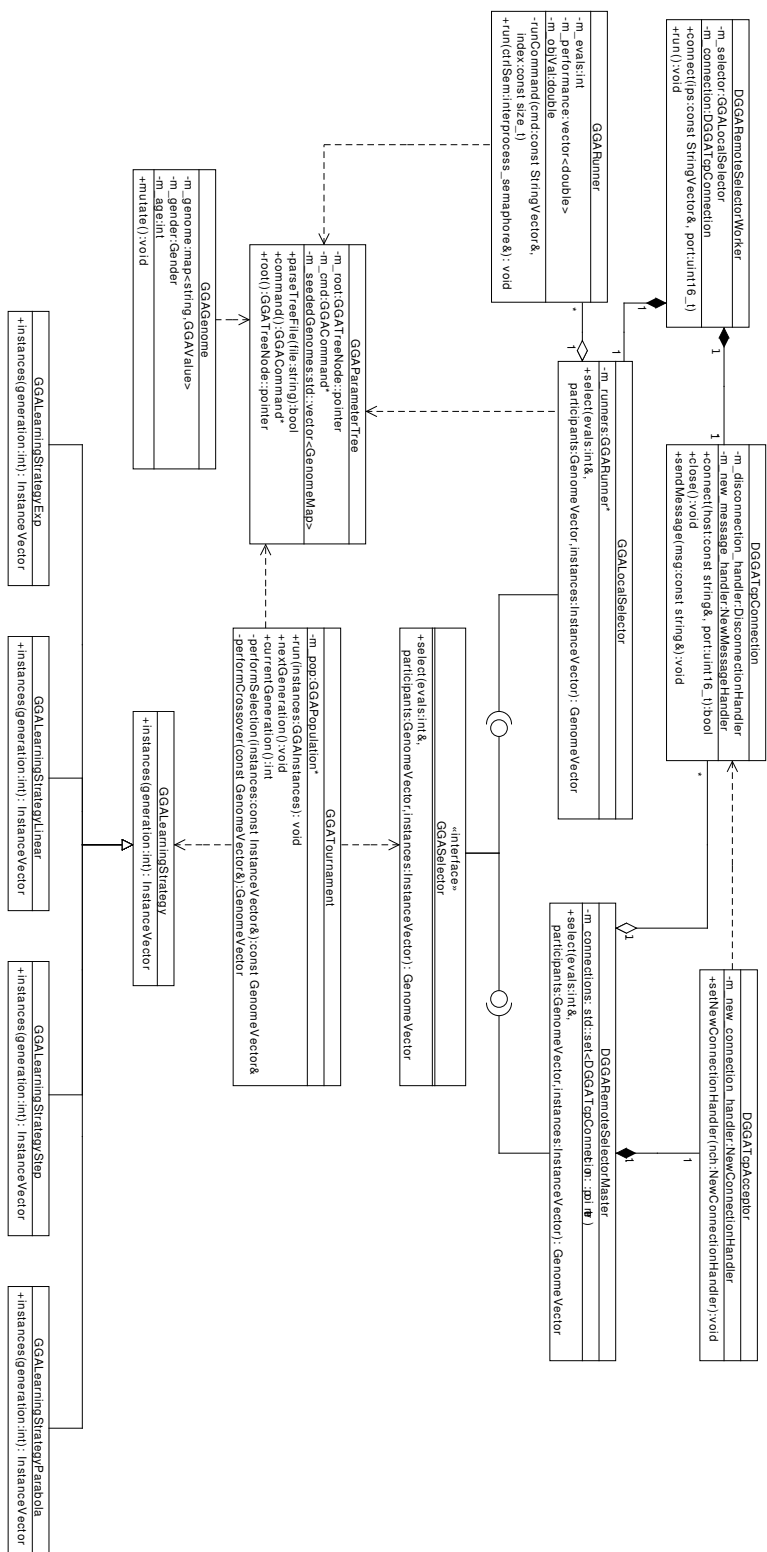 DGGARemoteSelectorWorker
-m_selector:GGALocalSelector
-m_connection:DGGATcpConnection
+connect(ips:const StringVector&, port:uint16_t)
+run():void
1
1
1
1
DGGATcpConnection
-m_disconnection_handler:DisconnectionHandler
-m_new_message_handler:NewMessageHandler
+connect(host:const string&, port:uint16_t):bool
+close():void
+sendMessage(msg:const string&):void
*
1
DGGATcpAcceptor
-m_new_connection_handler:NewConnectionHandler
+setNewConnectionHandler(nch:NewConnectionHandler):void
1
1
GGARunner
-m_evals:int
-m_performance:vector<double>
-m_objVal:double
-runCommand(cmd:const StringVector&,
index:const size_t)
+run(ctrlSem:interprocess_semaphore&): void
*
1
GGALocalSelector
-m_runners:GGARunner*
+select(evals:int&,
participants:GenomeVector,instances:InstanceVector): GenomeVector
DGGARemoteSelectorMaster
-m_connections: std::set<DGGATcpConnection::
+select(evals:int&,
participants:GenomeVector,instances:InstanceVector): GenomeVector
«interface»
GGASelector
+select(evals:int&,
participants:GenomeVector,instances:InstanceVector): GenomeVector
GGAParameterTree
-m_root:GGATreeNode::pointer
-m_cmd:GGACommand*
-m_seededGenomes:std::vector<GenomeMap>
+parseTreeFile(file:string):bool
+command():GGACommand*
+root():GGATreeNode::pointer
GGATournament
-m_pop:GGAPopulation*
+run(instances:GGAInstances): void
+nextGeneration():void
+currentGeneration():int
-performSelection(instances:const InstanceVector&):const GenomeVector&
-performCrossover(const GenomeVector&):GenomeVector
GGAGenome
-m_genome:map<string,GGAValue>
-m_gender:Gender
-m_age:int
+mutate():void
GGALearningStrategy
+instances(generation:int): InstanceVector
GGALearningStrategyExp
+instances(generation:int): InstanceVector
GGALearningStrategyLinear
+instances(generation:int): InstanceVector
GGALearningStrategyStep
+instances(generation:int): InstanceVector
GGALearningStrategyParabola
+instances(generation:int): InstanceVector